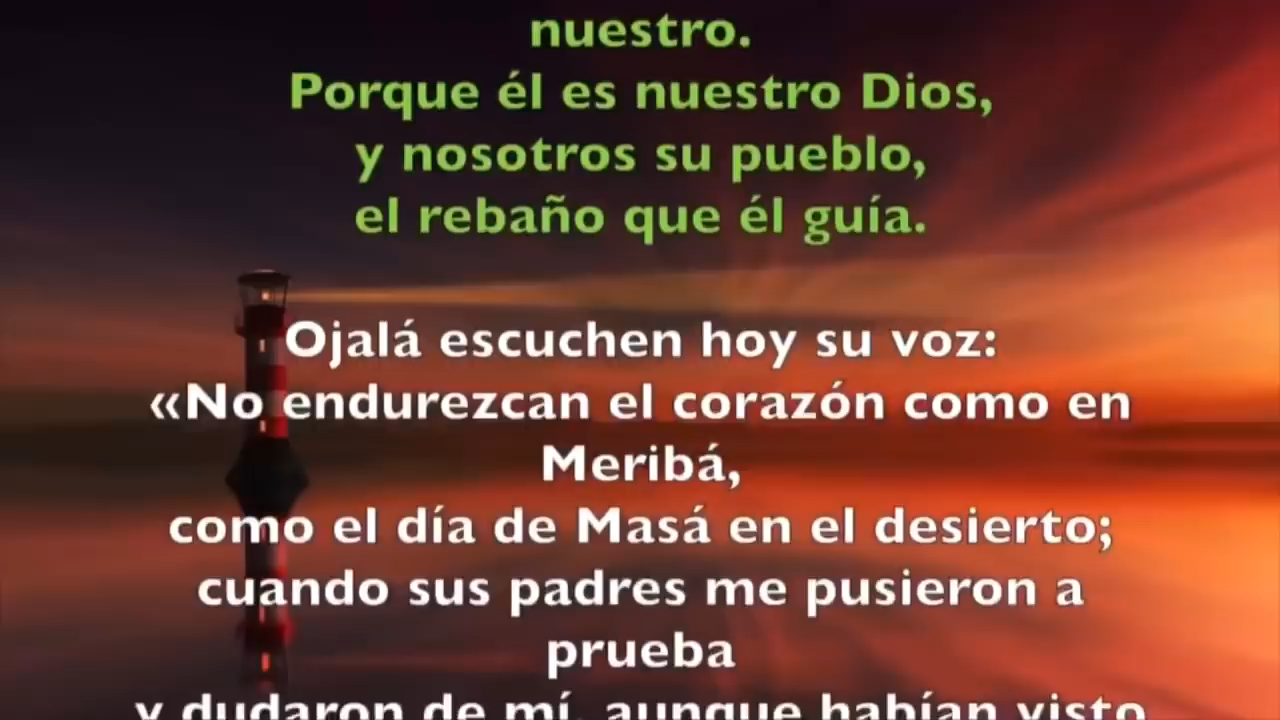 nuestro.
Porque él es nuestro Dios,
y nosotros su pueblo,
el rebaño que él guía.
Ojalá escuchen hoy su voz:
«No endurezcan el corazón como en
Meribá,
como el día de Masá en el desierto;
cuando sus padres me pusieron a
prueba
y dudaron de mí, aunque habían visto